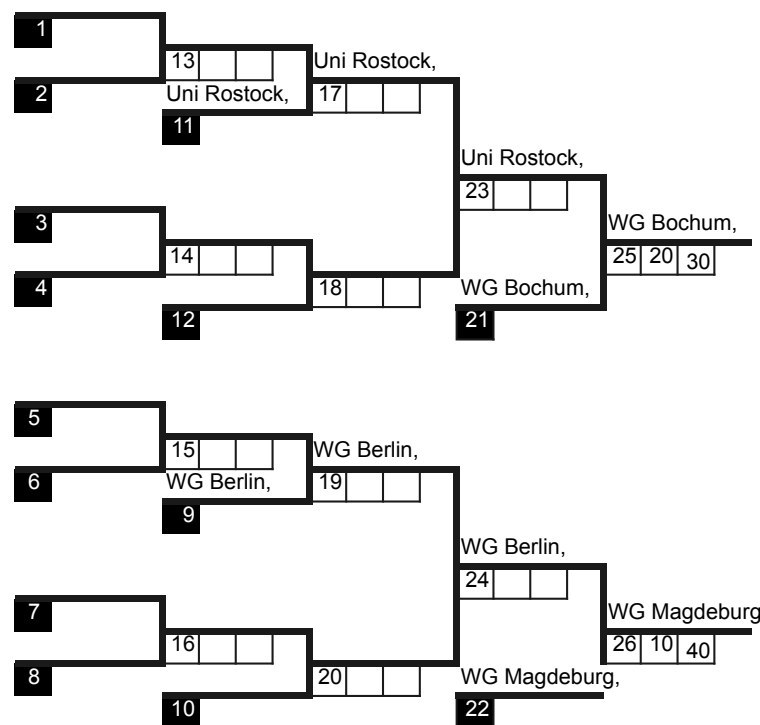 1
13
Uni Rostock,
2
Uni Rostock,
17
11
Uni Rostock,
23
3
WG Bochum,
14
25 20 30
4
18
WG Bochum,
12
21
5
15
WG Berlin,
6
WG Berlin,
19
9
WG Berlin,
24
7
WG Magdeburg
16
26 10 40
8
20
WG Magdeburg,
10
22